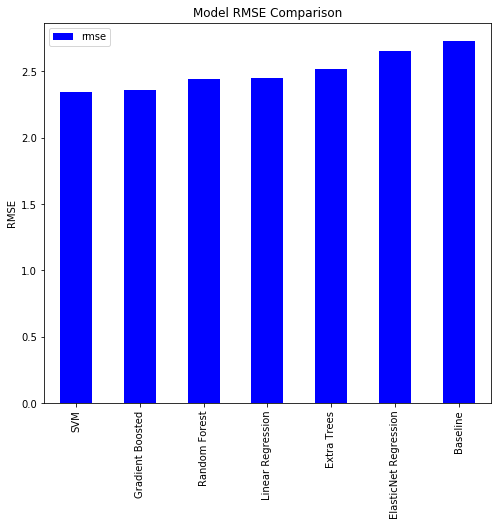 Model RMSE Comparison
rmse
RMSE
2.5
2.0
1.5
1.0
0.5
0.0
SVM
Gradient Boosted
Random Forest
Linear Regression
Extra Trees
ElasticNet Regression
Baseline